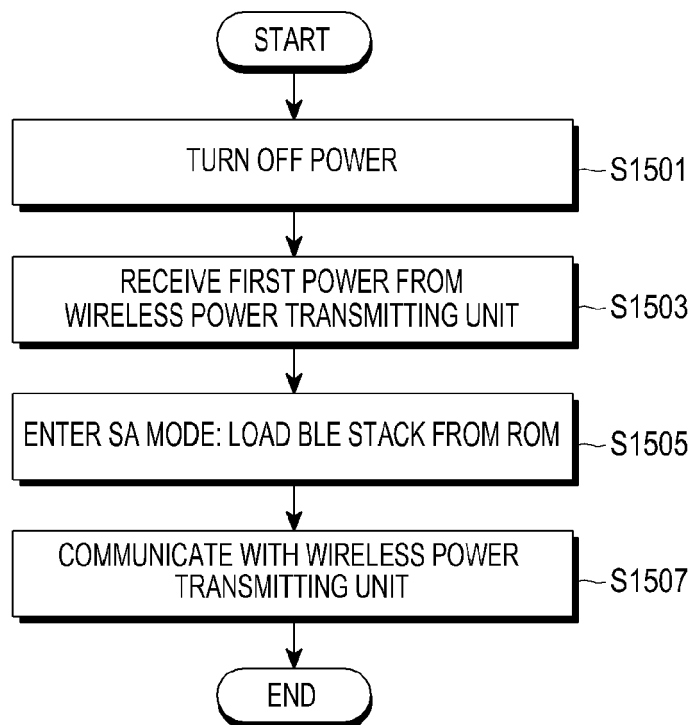 START
TURN OFF POWER
S1501
RECEIVE FIRST POWER FROM
WIRELESS POWER TRANSMITTING UNIT
S1503
ENTER SA MODE: LOAD BLE STACK FROM ROM
S1505
COMMUNICATE WITH WIRELESS POWER
TRANSMITTING UNIT
S1507
END